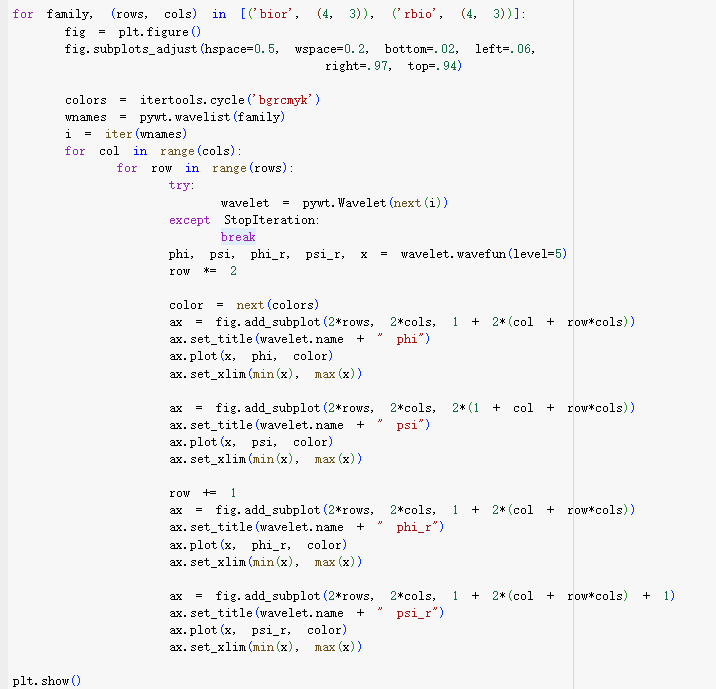 for family, (rows, cols) in [('bior', (4, 3)), ('rbio', (4, 3))]:
    fig = plt.figure()
    fig.subplots_adjust(hspace=0.5, wspace=0.2, bottom=.02, left=.06,
                        right=.97, top=.94)

    colors = itertools.cycle('bgrcmyk')
    wnames = pywt.wavelist(family)
    i = iter(wnames)
    for col in range(cols):
        for row in range(rows):
            try:
                wavelet = pywt.Wavelet(next(i))
            except StopIteration:
                break
            phi, psi, phi_r, psi_r, x = wavelet.wavefun(level=5)
            row *= 2

            color = next(colors)
            ax = fig.add_subplot(2*rows, 2*cols, 1 + 2*(col + row*cols))
            ax.set_title(wavelet.name + " phi")
            ax.plot(x, phi, color)
            ax.set_xlim(min(x), max(x))

            ax = fig.add_subplot(2*rows, 2*cols, 2*(1 + col + row*cols))
            ax.set_title(wavelet.name + " psi")
            ax.plot(x, psi, color)
            ax.set_xlim(min(x), max(x))

            row += 1
            ax = fig.add_subplot(2*rows, 2*cols, 1 + 2*(col + row*cols))
            ax.set_title(wavelet.name + " phi_r")
            ax.plot(x, phi_r, color)
            ax.set_xlim(min(x), max(x))

            ax = fig.add_subplot(2*rows, 2*cols, 1 + 2*(col + row*cols) + 1)
            ax.set_title(wavelet.name + " psi_r")
            ax.plot(x, psi_r, color)
            ax.set_xlim(min(x), max(x))

plt.show()